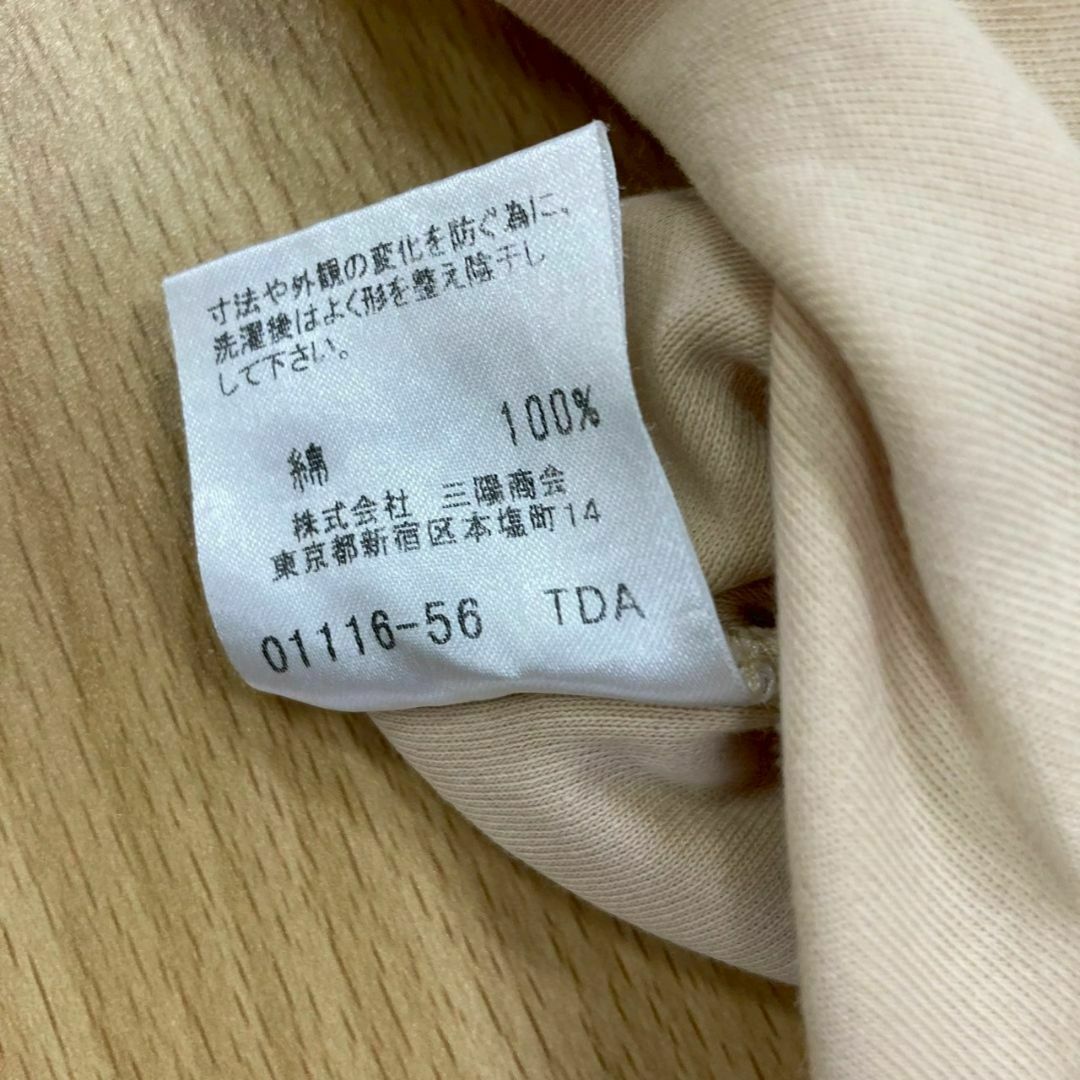 寸法や外観の変化を防ぐ為に、
洗濯後はよく形を整え陰干し
して下さい。
綿 100%
株式会社 三陽商会
東京都新宿区本塩町14
01116-56 TDA